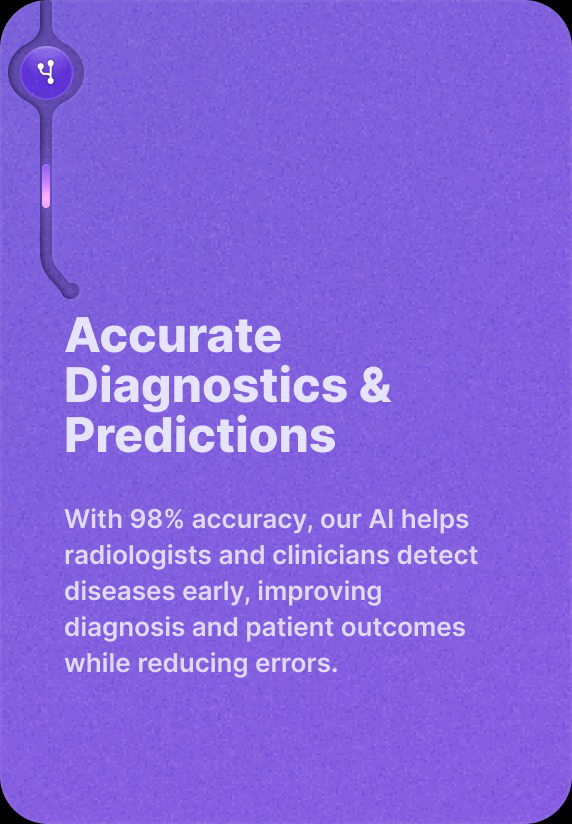 Accurate
Diagnostics &
Predictions
With 98% accuracy, our AI helps
radiologists and clinicians detect
diseases early, improving
diagnosis and patient outcomes
while reducing errors.